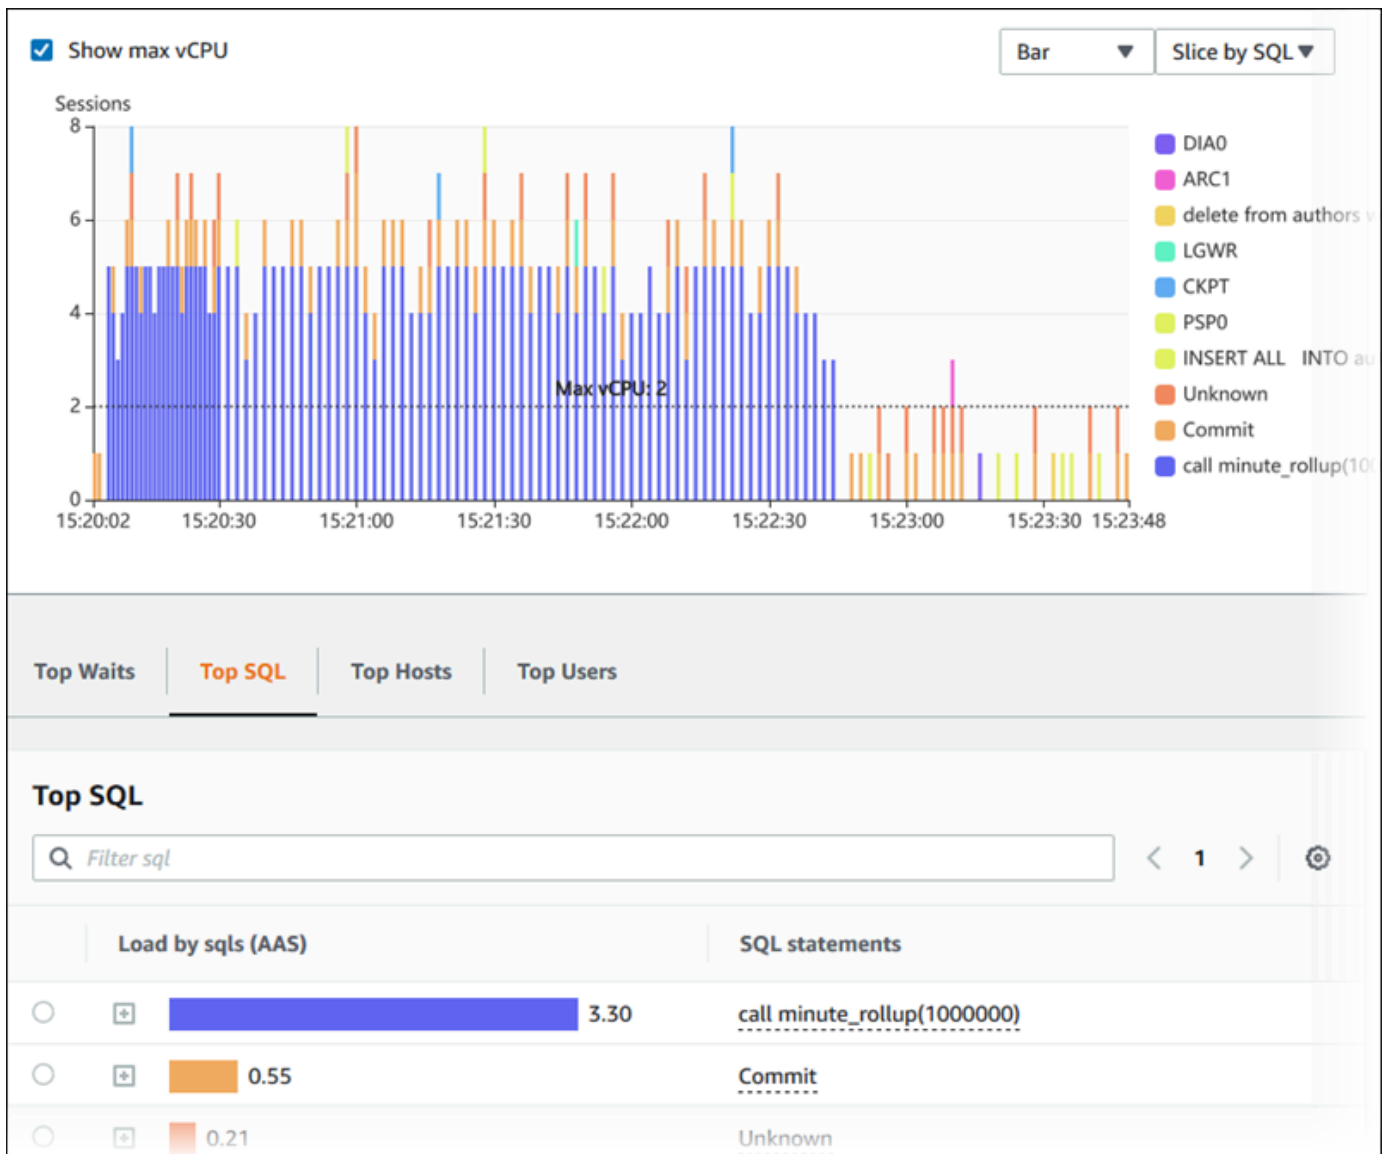 Show max vCPU
Bar
Slice by SQL
Sessions
8
6
4
2
0
Max vCPU: 2
15:20:02 15:20:30 15:21:00 15:21:30 15:22:00 15:22:30 15:23:00 15:23:30 15:23:48
DIA0
ARC1
delete from authors w
LGWR
CKPT
PSP0
INSERT ALL INTO au
Unknown
Commit
call minute_rollup(100
Top Waits
Top SQL
Top Hosts
Top Users
Top SQL
Filter sql
1
Load by sqls (AAS) SQL statements
3.30 call minute_rollup(1000000)
0.55 Commit
0.21 Unknown